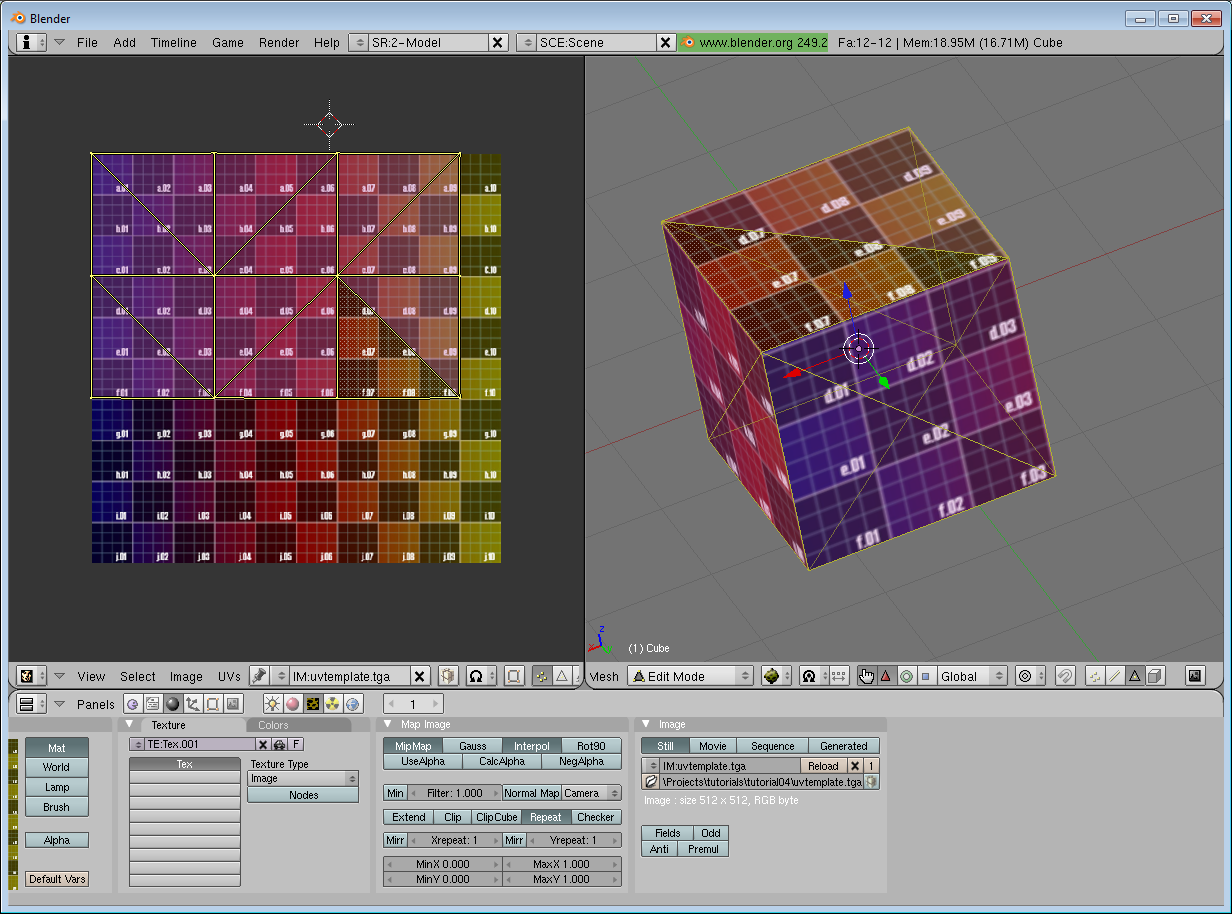 Blender
File Add Timeline Game Render Help SR:2-Model SCE:Scene www.blender.org 249.2 Fa:12-12 | Mem:18.95M (16.71M) Cube
a.01 a.02 a.03 a.04 a.05 a.06 a.07 a.08 a.09 a.10
b.01 b.02 b.03 b.04 b.05 b.06 b.07 b.08 b.09 b.10
c.01 c.02 c.03 c.04 c.05 c.06 c.07 c.08 c.09 c.10
d.01 d.02 d.03 d.04 d.05 d.06 d.07 d.08 d.09 d.10
e.01 e.02 e.03 e.04 e.05 e.06 e.07 e.08 e.09 e.10
f.01 f.02 f.03 f.04 f.05 f.06 f.07 f.08 f.09 f.10
g.01 g.02 g.03 g.04 g.05 g.06 g.07 g.08 g.09 g.10
h.01 h.02 h.03 h.04 h.05 h.06 h.07 h.08 h.09 h.10
i.01 i.02 i.03 i.04 i.05 i.06 i.07 i.08 i.09 i.10
j.01 j.02 j.03 j.04 j.05 j.06 j.07 j.08 j.09 j.10
d.07 d.08 d.09
e.07 e.08 e.09
f.07 f.08 f.09
d.01 d.02 d.03
e.01 e.02 e.03
f.01 f.02 f.03
z
(1) Cube
View Select Image UVs IM:uvtemplate.tga
Mesh Edit Mode Global
Panels 1
Mat
World
Lamp
Brush
Alpha
Default Vars
Texture Colors
TE:Tex.001 F
Tex
Texture Type
Image
Nodes
Map Image
MipMap Gauss Interpol Rot90
UseAlpha CalcAlpha NegAlpha
Min Filter: 1.000 Normal Map Camera
Extend Clip ClipCube Repeat Checker
Mirr Xrepeat: 1 Mirr Yrepeat: 1
MinX 0.000 MaxX 1.000
MinY 0.000 MaxY 1.000
Image
Still Movie Sequence Generated
IM:uvtemplate.tga Reload 1
\Projects\tutorials\tutorial04\uvtemplate.tga
Image : size 512 x 512, RGB byte
Fields Odd
Anti Premul